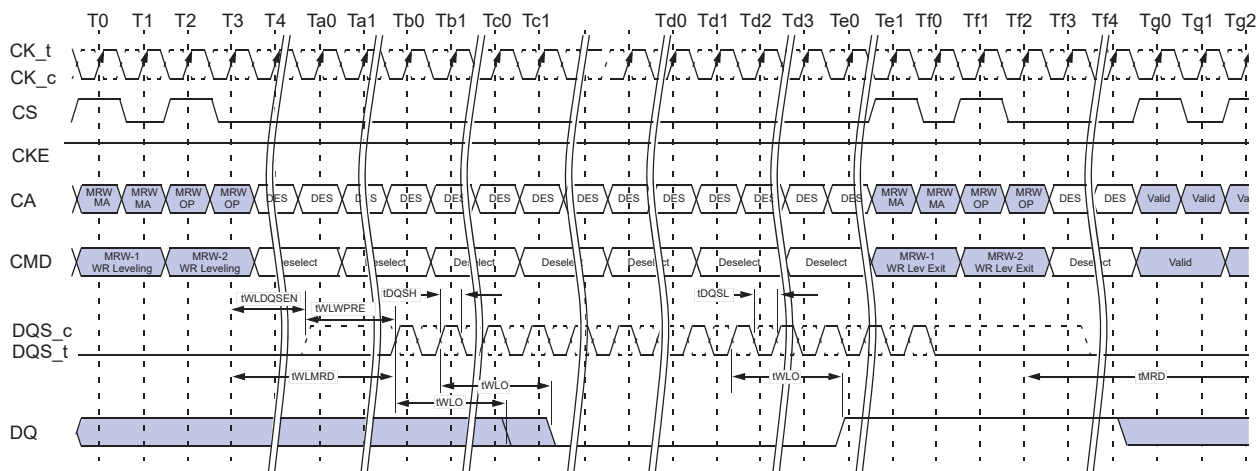 T0 T1 T2 T3 T4 Ta0 Ta1 Tb0 Tb1 Tc0 Tc1 Td0 Td1 Td2 Td3 Te0 Te1 Tf0 Tf1 Tf2 Tf3 Tf4 Tg0 Tg1 Tg2
CK_t
CK_c
CS
CKE
CA MRW MA MRW MA MRW OP MRW OP DES DES DES DES DES DES DES DES DES DES DES DES DES DES MRW MA MRW MA MRW OP MRW OP DES DES Valid Valid Va
CMD MRW-1 WR Leveling MRW-2 WR Leveling Deselect Deselect Deselect Deselect Deselect Deselect Deselect MRW-1 WR Lev Exit MRW-2 WR Lev Exit Deselect Valid
tWLDQSEN tWLWPRE tDQSH tDQSL
DQS_c
DQS_t
tWLMRD tWLO tWLO tMRD
tWLO
DQ